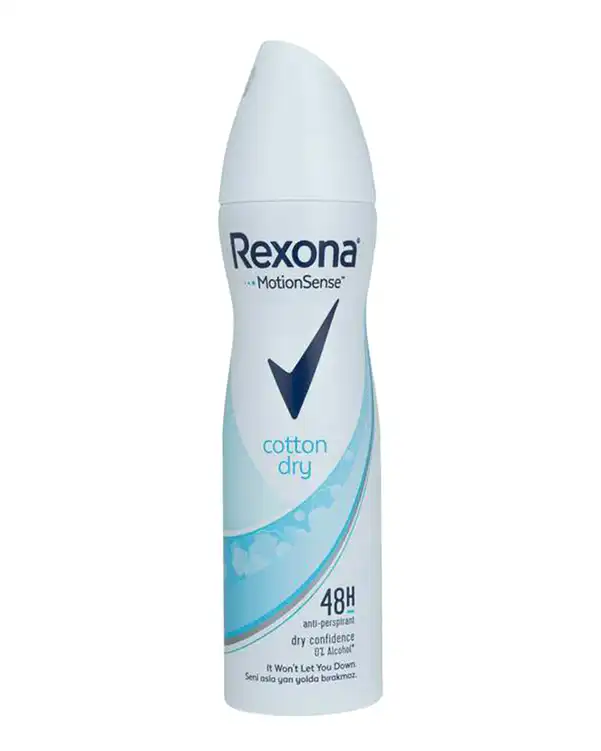 Rexona®
MotionSense™
cotton
dry
48H
anti-perspirant
dry confidence
0% Alcohol*
It Won't Let You Down
Seni asla yarı yolda bırakmaz.